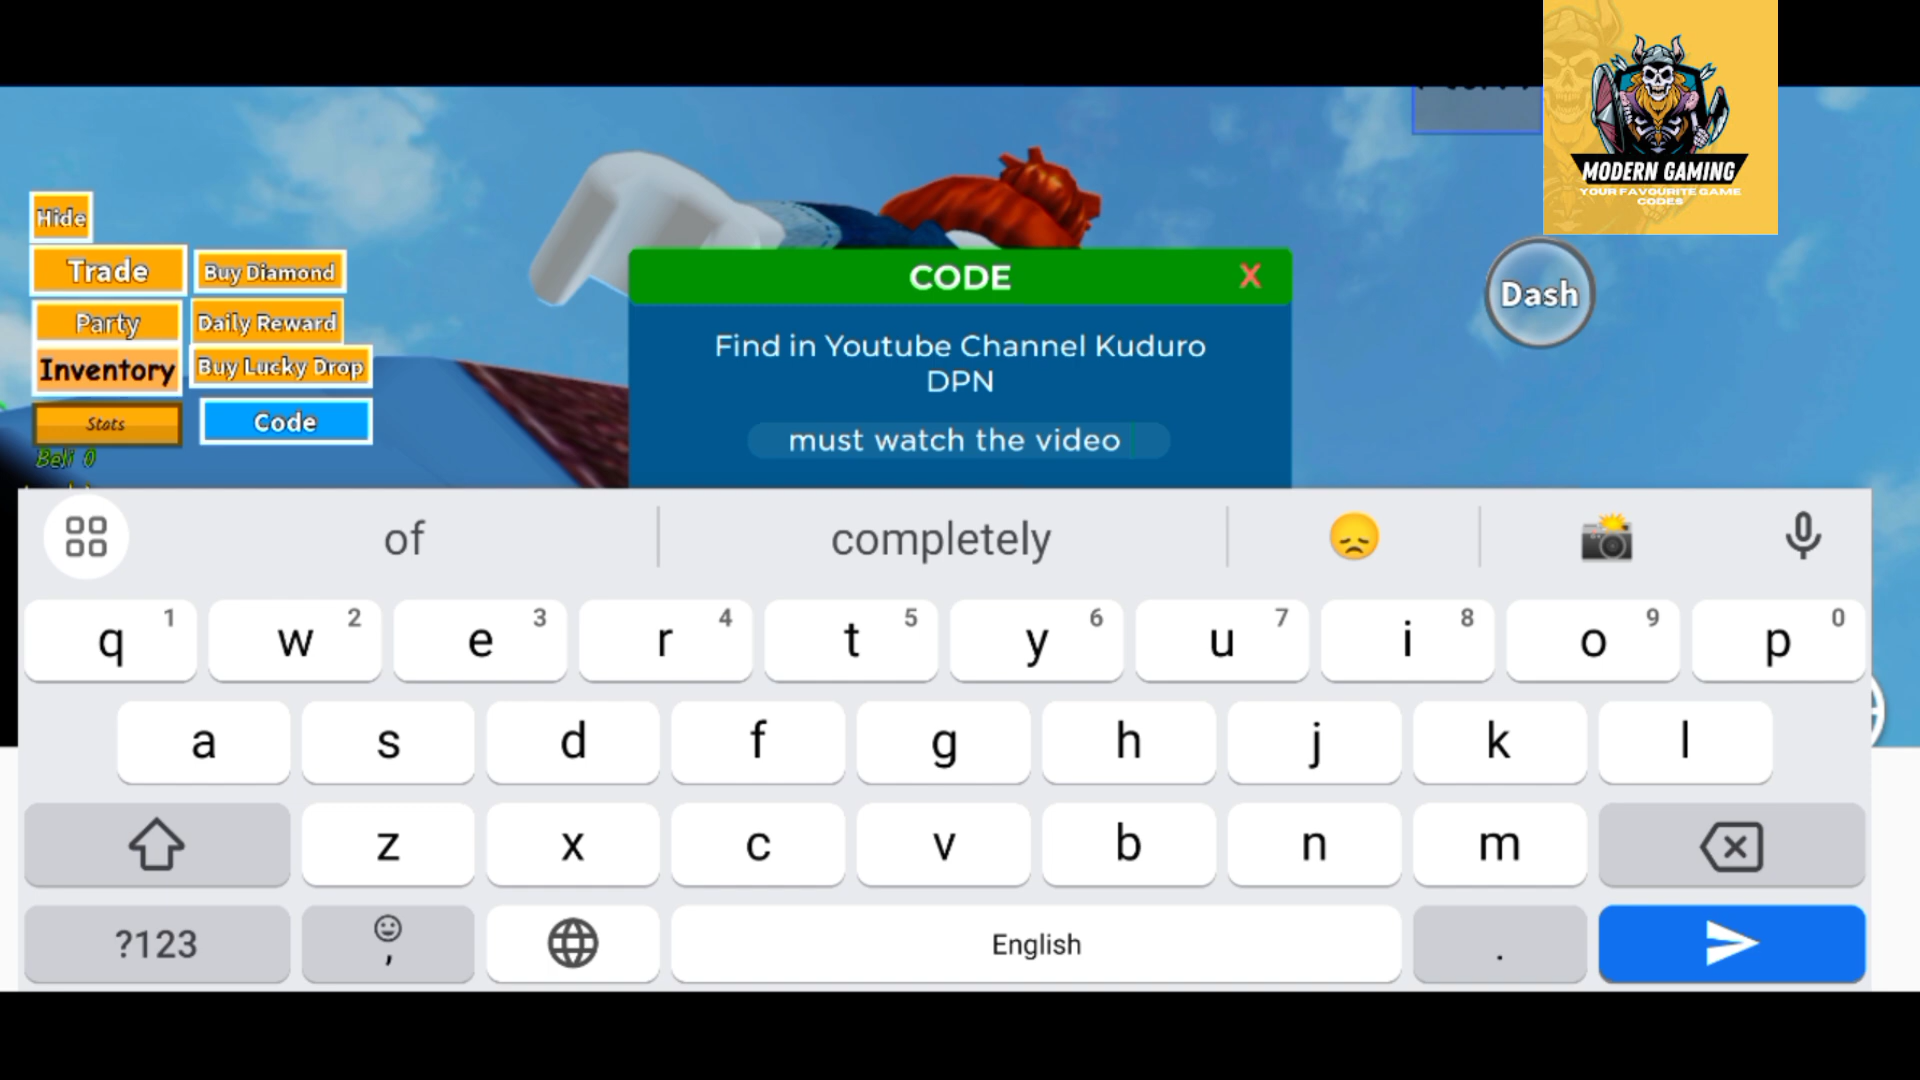 MODERN GAMING
YOUR FAVOURITE GAME
CODES
Hide
Trade
Buy Diamond
Party
Daily Reward
Inventory
Buy Lucky Drop
Stats
Code
Beli 0
CODE
X
Find in Youtube Channel Kuduro
DPN
must watch the video
Dash
of
completely
q 1 w 2 e 3 r 4 t 5 y 6 u 7 i 8 o 9 p 0
a s d f g h j k l
z x c v b n m
?123 , English .